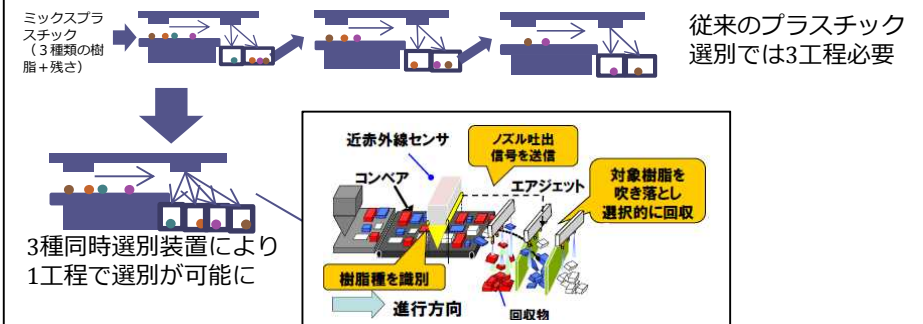 ミックスプラ
スチック
（３種類の樹
脂＋残さ）
従来のプラスチック
選別では3工程必要
3種同時選別装置により
1工程で選別が可能に
近赤外線センサ
ノズル吐出
信号を送信
コンベア
エアジェット
対象樹脂を
吹き落とし
選択的に回収
樹脂種を識別
進行方向
回収物